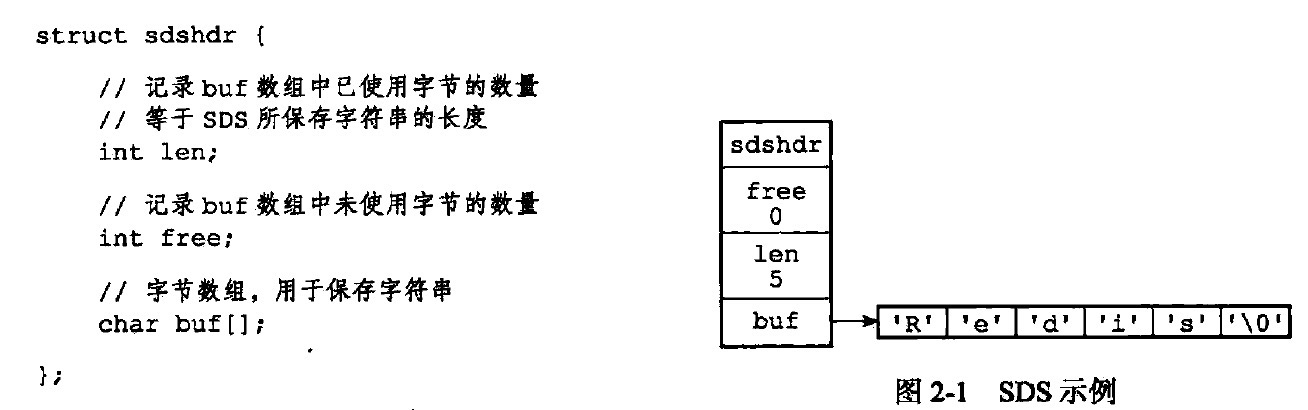 struct sdshdr {
// 记录 buf 数组中已使用字节的数量
// 等于 SDS 所保存字符串的长度
int len;
// 记录 buf 数组中未使用字节的数量
int free;
// 字节数组，用于保存字符串
char buf[];
};
sdshdr
free
0
len
5
buf
'R' 'e' 'd' 'i' 's' '\0'
图 2-1 SDS 示例